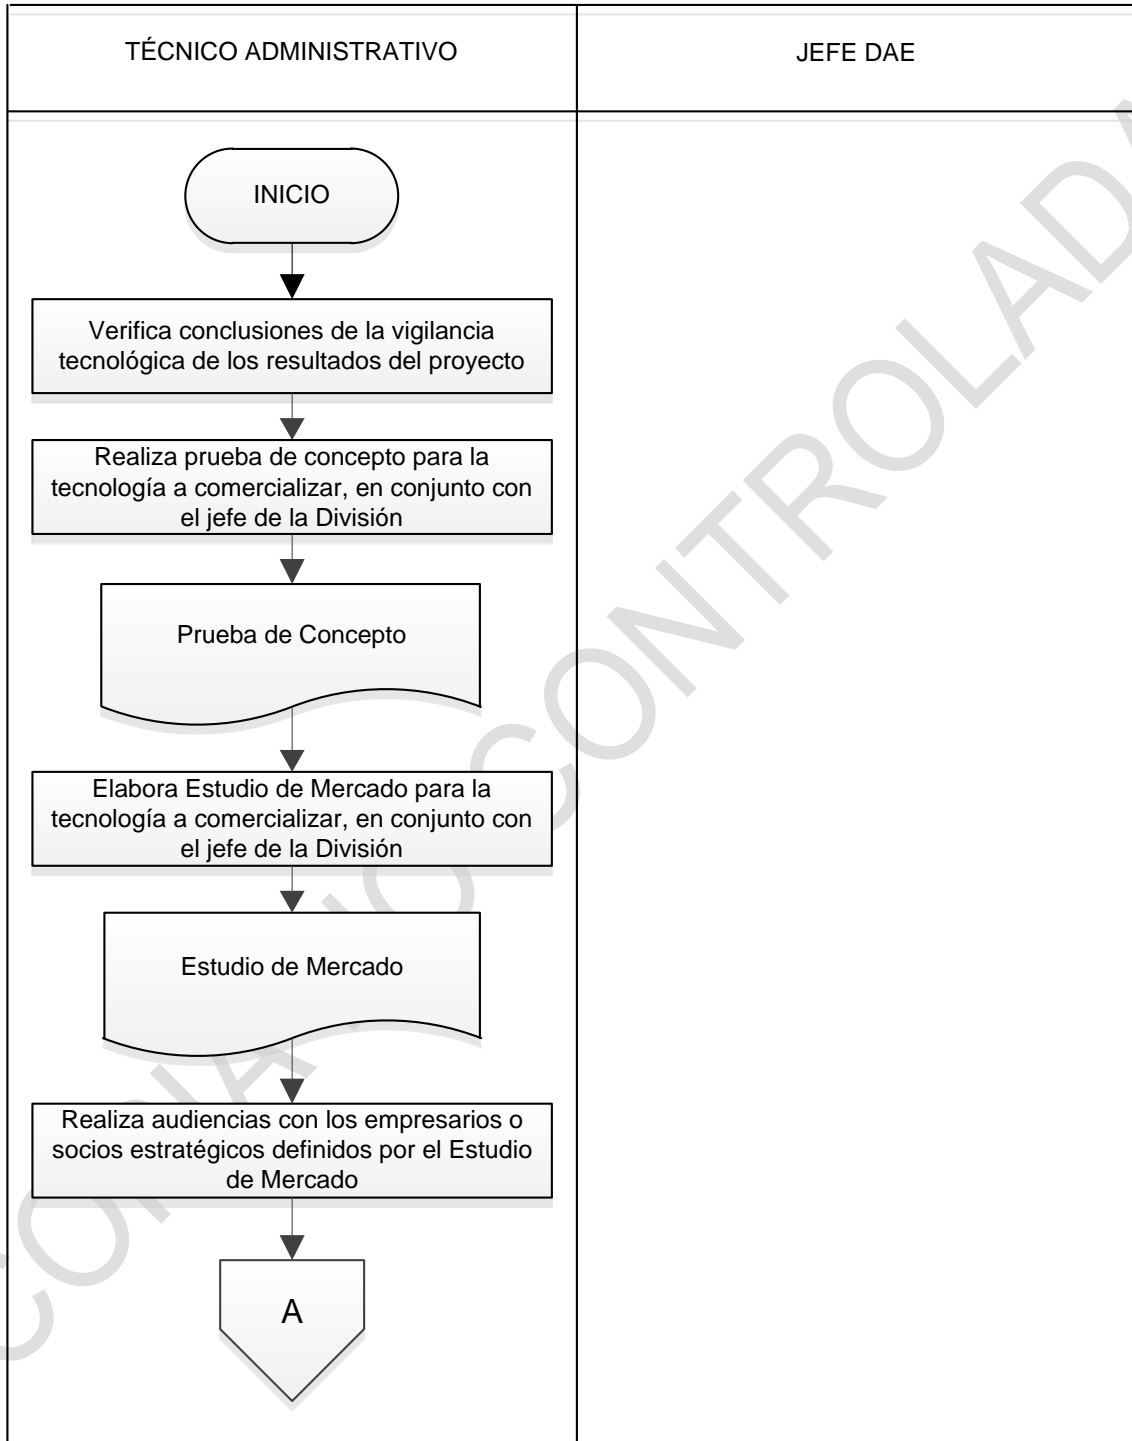 TÉCNICO ADMINISTRATIVO
JEFE DAE
INICIO
Verifica conclusiones de la vigilancia
tecnológica de los resultados del proyecto
Realiza prueba de concepto para la
tecnología a comercializar, en conjunto con
el jefe de la División
Prueba de Concepto
Elabora Estudio de Mercado para la
tecnología a comercializar, en conjunto con
el jefe de la División
Estudio de Mercado
Realiza audiencias con los empresarios o
socios estratégicos definidos por el Estudio
de Mercado
A
COPIA NO CONTROLADA